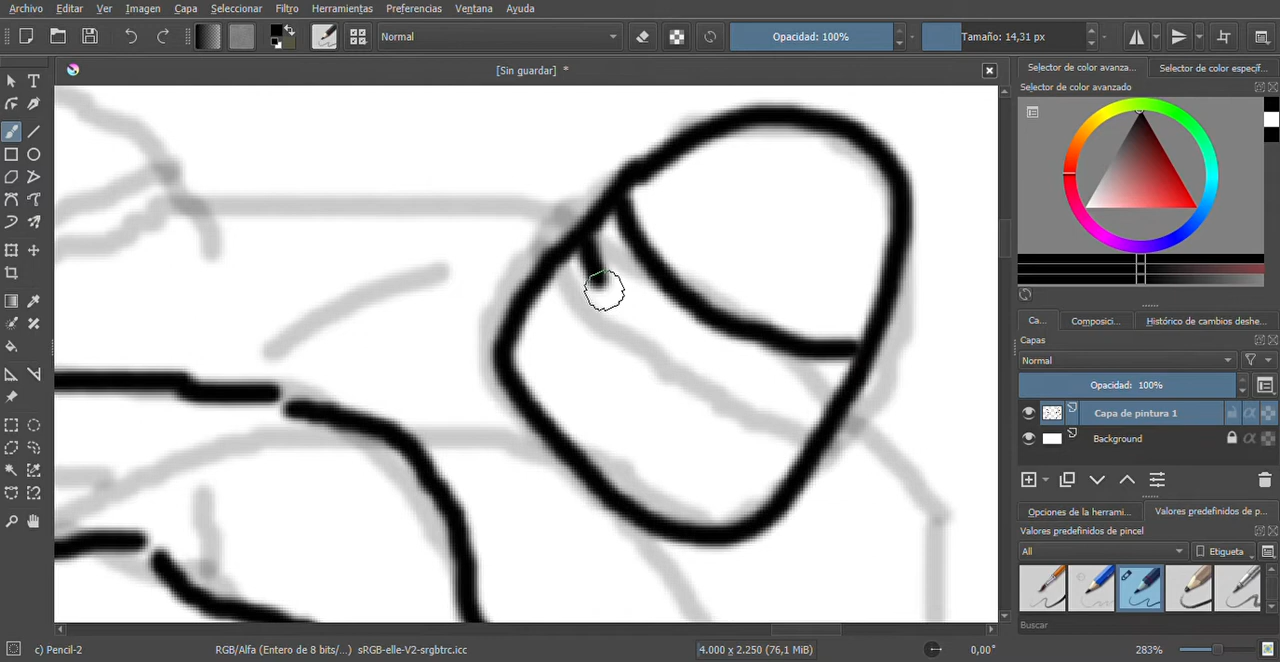 Archivo Editar Ver Imagen Capa Seleccionar Filtro Herramientas Preferencias Ventana Ayuda
Normal Opacidad: 100% Tamaño: 14,31 px
[Sin guardar] *
Selector de color avanza... Selector de color específ...
Selector de color avanzado
Ca... Composici... Histórico de cambios deshe...
Capas
Normal
Opacidad: 100%
Capa de pintura 1
Background
Opciones de la herrami... Valores predefinidos de p...
Valores predefinidos de pincel
All Etiqueta
Buscar
c) Pencil-2 RGB/Alfa (Entero de 8 bits/...) sRGB-elle-V2-srgbtrc.icc 4.000 x 2.250 (76,1 MiB) 0,00° 283%